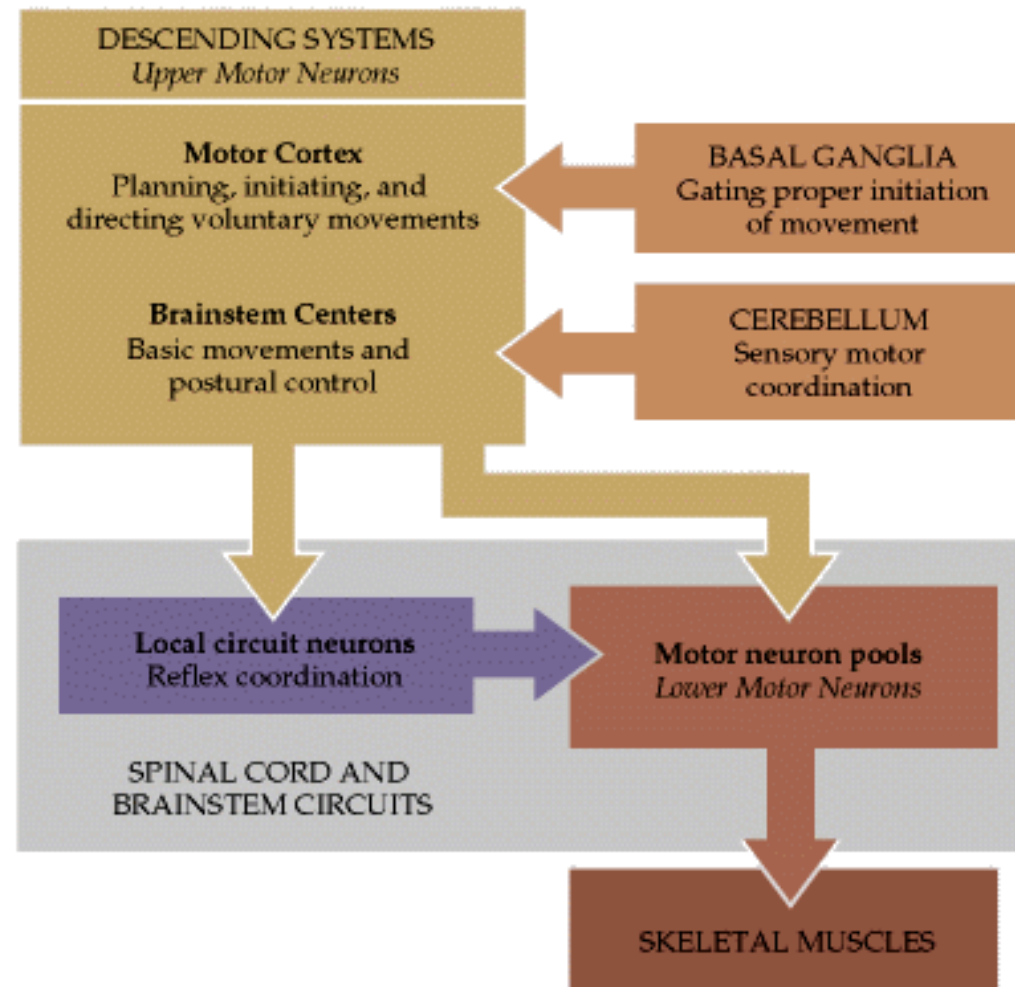 DESCENDING SYSTEMS
Upper Motor Neurons
Motor Cortex
Planning, initiating, and
directing voluntary movements
Brainstem Centers
Basic movements and
postural control
BASAL GANGLIA
Gating proper initiation
of movement
CEREBELLUM
Sensory motor
coordination
Local circuit neurons
Reflex coordination
Motor neuron pools
Lower Motor Neurons
SPINAL CORD AND
BRAINSTEM CIRCUITS
SKELETAL MUSCLES